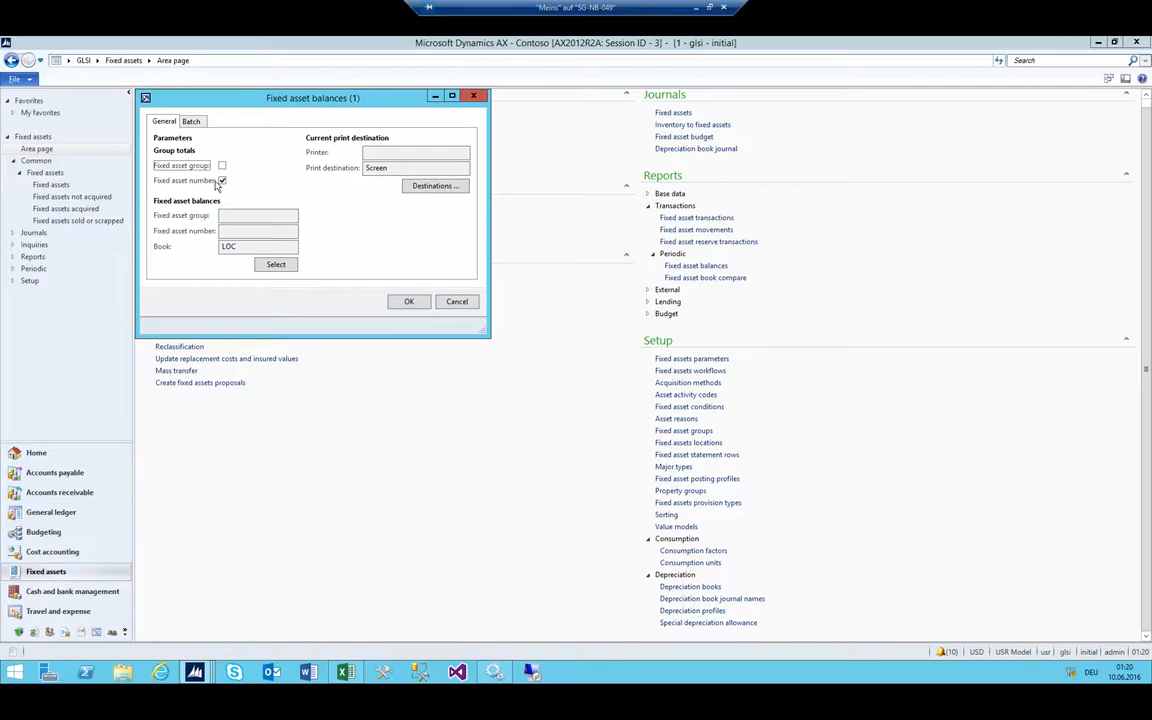 "Meins" auf "SG-NB-049"
Microsoft Dynamics AX - Contoso [AX2012R2A: Session ID - 3] - [1 - glsi - initial]
GLSI
Fixed assets
Area page
Search
File
Favorites
My favorites
Fixed assets
Area page
Common
Fixed assets
Fixed assets
Fixed assets not acquired
Fixed assets acquired
Fixed assets sold or scrapped
Journals
Inquiries
Reports
Periodic
Setup
Home
Accounts payable
Accounts receivable
General ledger
Budgeting
Cost accounting
Fixed assets
Cash and bank management
Travel and expense
Fixed asset balances (1)
General
Batch
Parameters
Group totals
Fixed asset group:
Fixed asset number:
Fixed asset balances
Fixed asset group:
Fixed asset number:
Book:
LOC
Select
Current print destination
Printer:
Print destination:
Screen
Destinations ...
OK
Cancel
Reclassification
Update replacement costs and insured values
Mass transfer
Create fixed assets proposals
Journals
Fixed assets
Inventory to fixed assets
Fixed asset budget
Depreciation book journal
Reports
Base data
Transactions
Fixed asset transactions
Fixed asset movements
Fixed asset reserve transactions
Periodic
Fixed asset balances
Fixed asset book compare
External
Lending
Budget
Setup
Fixed assets parameters
Fixed assets workflows
Acquisition methods
Asset activity codes
Fixed asset conditions
Asset reasons
Fixed asset groups
Fixed assets locations
Fixed asset statement rows
Major types
Fixed asset posting profiles
Property groups
Fixed assets provision types
Sorting
Value models
Consumption
Consumption factors
Consumption units
Depreciation
Depreciation books
Depreciation book journal names
Depreciation profiles
Special depreciation allowance
(10)
USD
USR Model
usr
glsi
initial
admin
01:20
DEU
01:20
10.06.2016